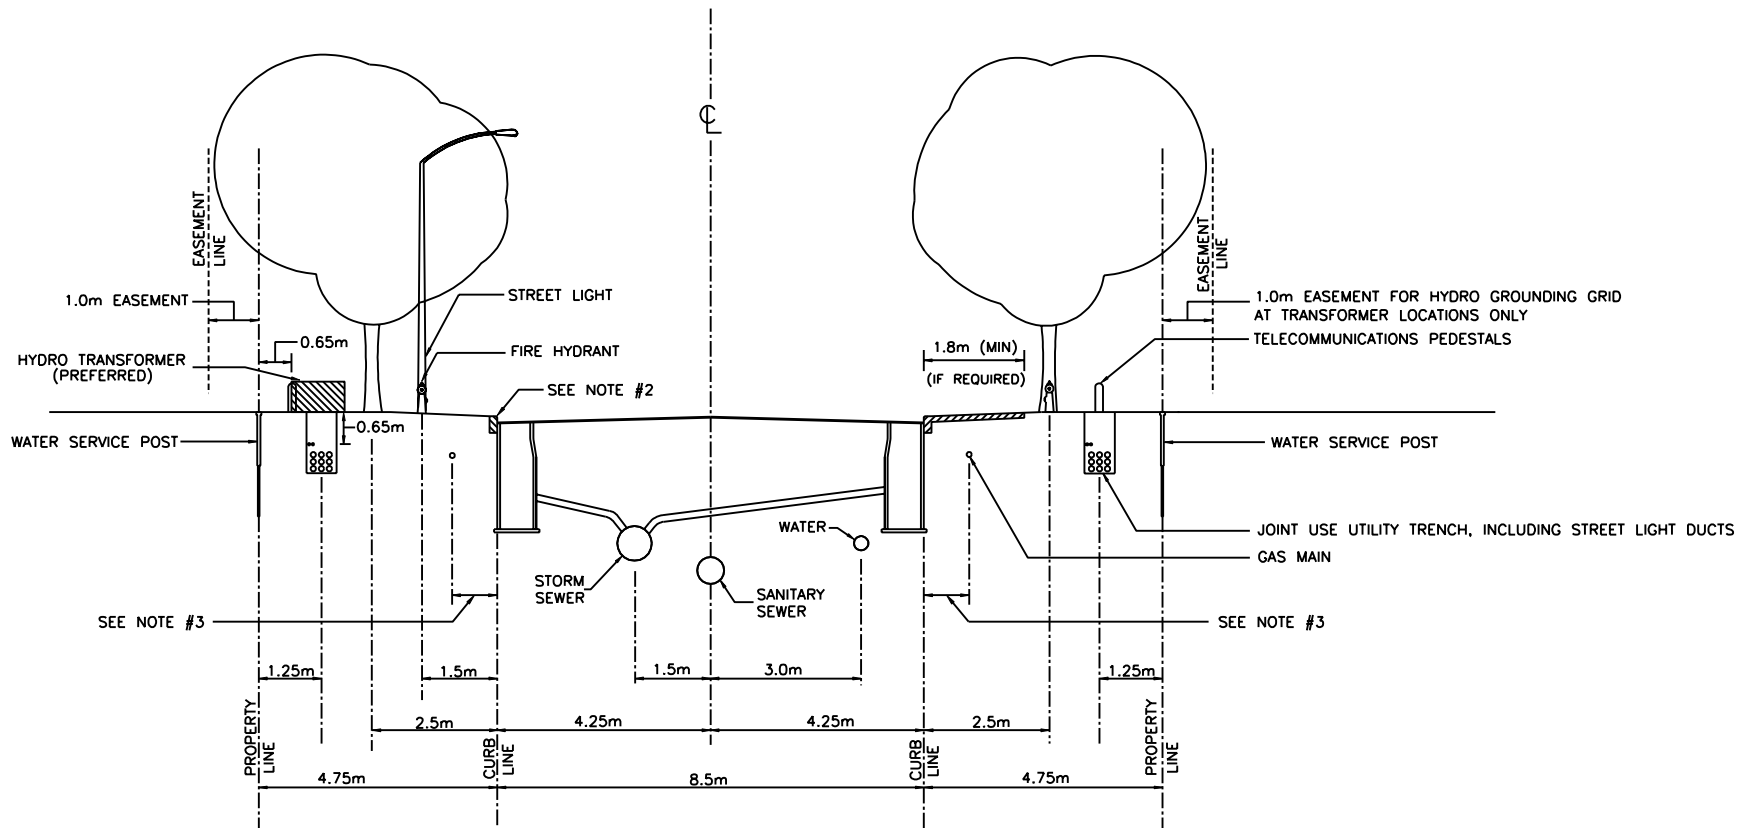 ℄
EASEMENT
LINE
EASEMENT
LINE
1.0m EASEMENT
STREET LIGHT
1.0m EASEMENT FOR HYDRO GROUNDING GRID
AT TRANSFORMER LOCATIONS ONLY
0.65m
HYDRO TRANSFORMER
(PREFERRED)
FIRE HYDRANT
1.8m (MIN)
(IF REQUIRED)
TELECOMMUNICATIONS PEDESTALS
SEE NOTE #2
0.65m
WATER SERVICE POST
WATER SERVICE POST
WATER
JOINT USE UTILITY TRENCH, INCLUDING STREET LIGHT DUCTS
GAS MAIN
STORM
SEWER
SANITARY
SEWER
SEE NOTE #3
SEE NOTE #3
1.25m
1.5m
1.5m
3.0m
1.25m
2.5m
4.25m
4.25m
2.5m
PROPERTY
LINE
CURB
LINE
CURB
LINE
PROPERTY
LINE
4.75m
8.5m
4.75m